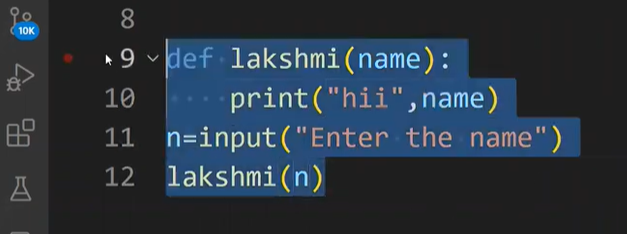 10K
8
9 def lakshmi(name):
10     print("hii",name)
11 n=input("Enter the name")
12 lakshmi(n)